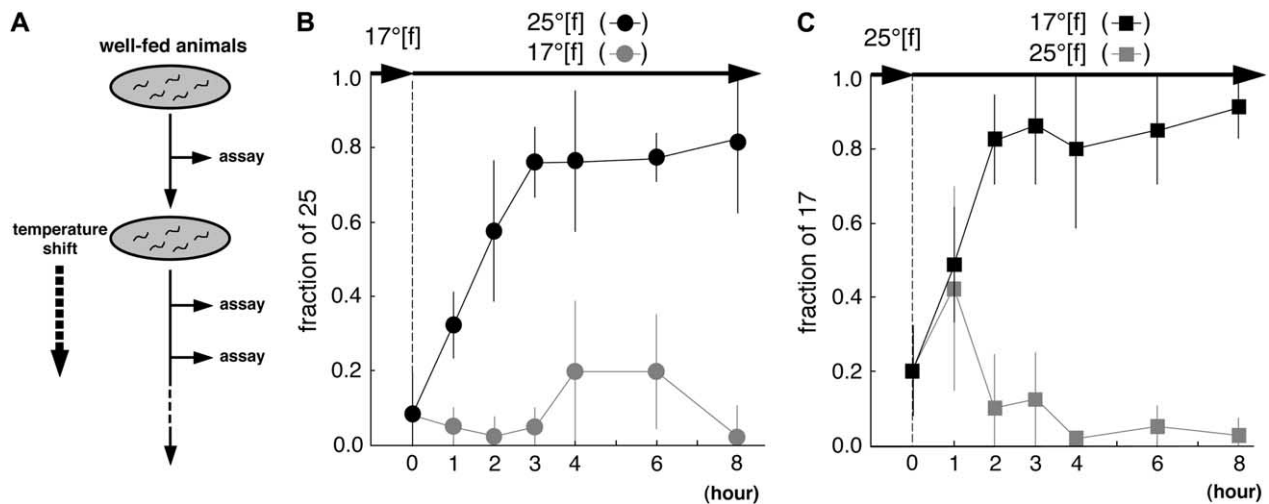 A
well-fed animals
assay
temperature
shift
assay
assay
B
17°[f]
25°[f] ( )
17°[f] ( )
fraction of 25
1.0
0.8
0.6
0.4
0.2
0.0
0 1 2 3 4 6 8
(hour)
C
25°[f]
17°[f] ( )
25°[f] ( )
fraction of 17
1.0
0.8
0.6
0.4
0.2
0.0
0 1 2 3 4 6 8
(hour)